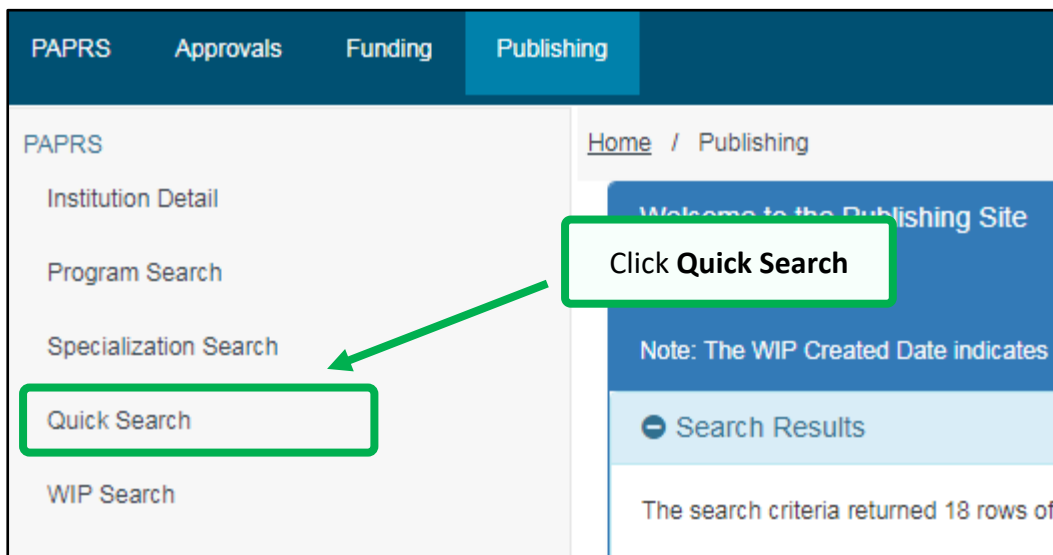 PAPRS Approvals Funding Publishing
PAPRS
Institution Detail
Program Search
Specialization Search
Quick Search
WIP Search
Home / Publishing
Welcome to the Publishing Site
Click Quick Search
Note: The WIP Created Date indicates
Search Results
The search criteria returned 18 rows of